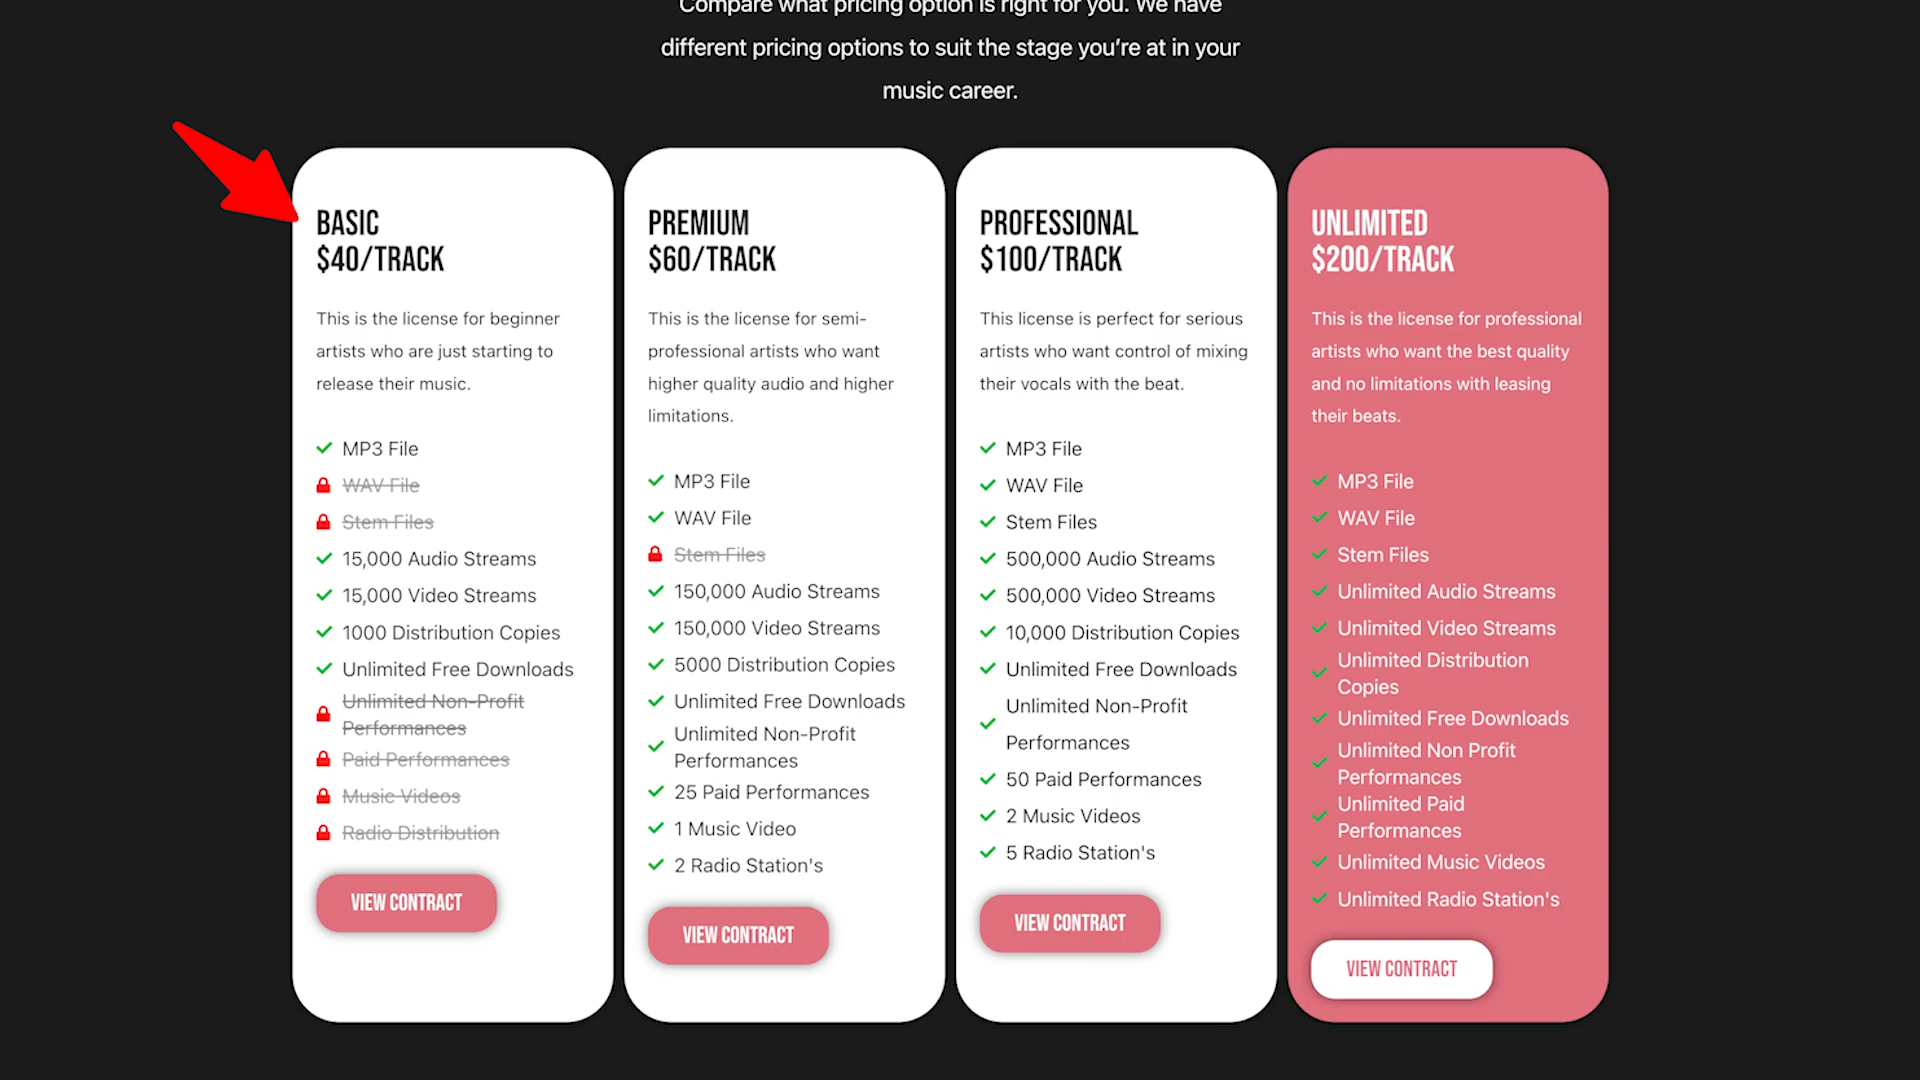 Compare what pricing option is right for you. We have
different pricing options to suit the stage you're at in your
music career.
BASIC
$40/TRACK
This is the license for beginner
artists who are just starting to
release their music.
MP3 File
WAV File
Stem Files
15,000 Audio Streams
15,000 Video Streams
1000 Distribution Copies
Unlimited Free Downloads
Unlimited Non-Profit
Performances
Paid Performances
Music Videos
Radio Distribution
VIEW CONTRACT
PREMIUM
$60/TRACK
This is the license for semi-
professional artists who want
higher quality audio and higher
limitations.
MP3 File
WAV File
Stem Files
150,000 Audio Streams
150,000 Video Streams
5000 Distribution Copies
Unlimited Free Downloads
Unlimited Non-Profit
Performances
25 Paid Performances
1 Music Video
2 Radio Station's
VIEW CONTRACT
PROFESSIONAL
$100/TRACK
This license is perfect for serious
artists who want control of mixing
their vocals with the beat.
MP3 File
WAV File
Stem Files
500,000 Audio Streams
500,000 Video Streams
10,000 Distribution Copies
Unlimited Free Downloads
Unlimited Non-Profit
Performances
50 Paid Performances
2 Music Videos
5 Radio Station's
VIEW CONTRACT
UNLIMITED
$200/TRACK
This is the license for professional
artists who want the best quality
and no limitations with leasing
their beats.
MP3 File
WAV File
Stem Files
Unlimited Audio Streams
Unlimited Video Streams
Unlimited Distribution
Copies
Unlimited Free Downloads
Unlimited Non Profit
Performances
Unlimited Paid
Performances
Unlimited Music Videos
Unlimited Radio Station's
VIEW CONTRACT